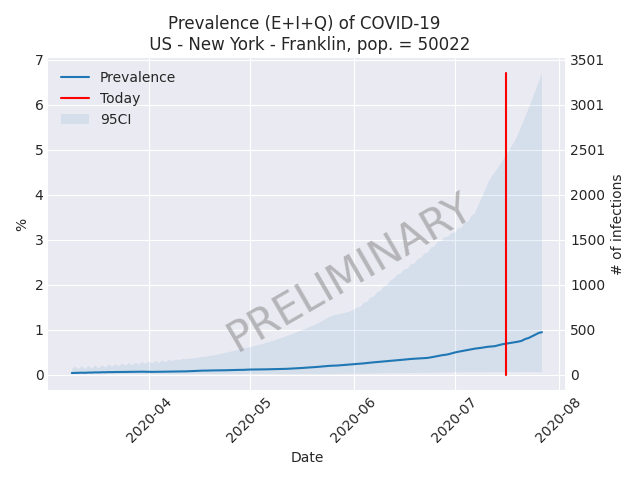 Prevalence (E+I+Q) of COVID-19
US - New York - Franklin, pop. = 50022
Prevalence
Today
95CI
7
6
5
4
3
2
1
0
%
3501
3001
2501
2000
1500
1000
500
0
# of infections
PRELIMINARY
2020-04
2020-05
2020-06
2020-07
2020-08
Date